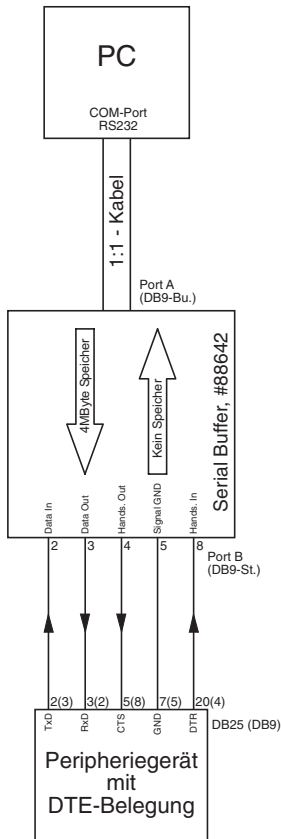 PC
COM-Port
RS232
1:1 - Kabel
Port A
(DB9-Bu.)
4MByte Speicher
Kein Speicher
Serial Buffer, #88642
Data In
Data Out
Hands. Out
Signal GND
Hands. In
2
3
4
5
8
Port B
(DB9-St.)
2(3)
3(2)
5(8)
7(5)
20(4)
TxD
RxD
CTS
GND
DTR
DB25 (DB9)
Peripheriegerät
mit
DTE-Belegung